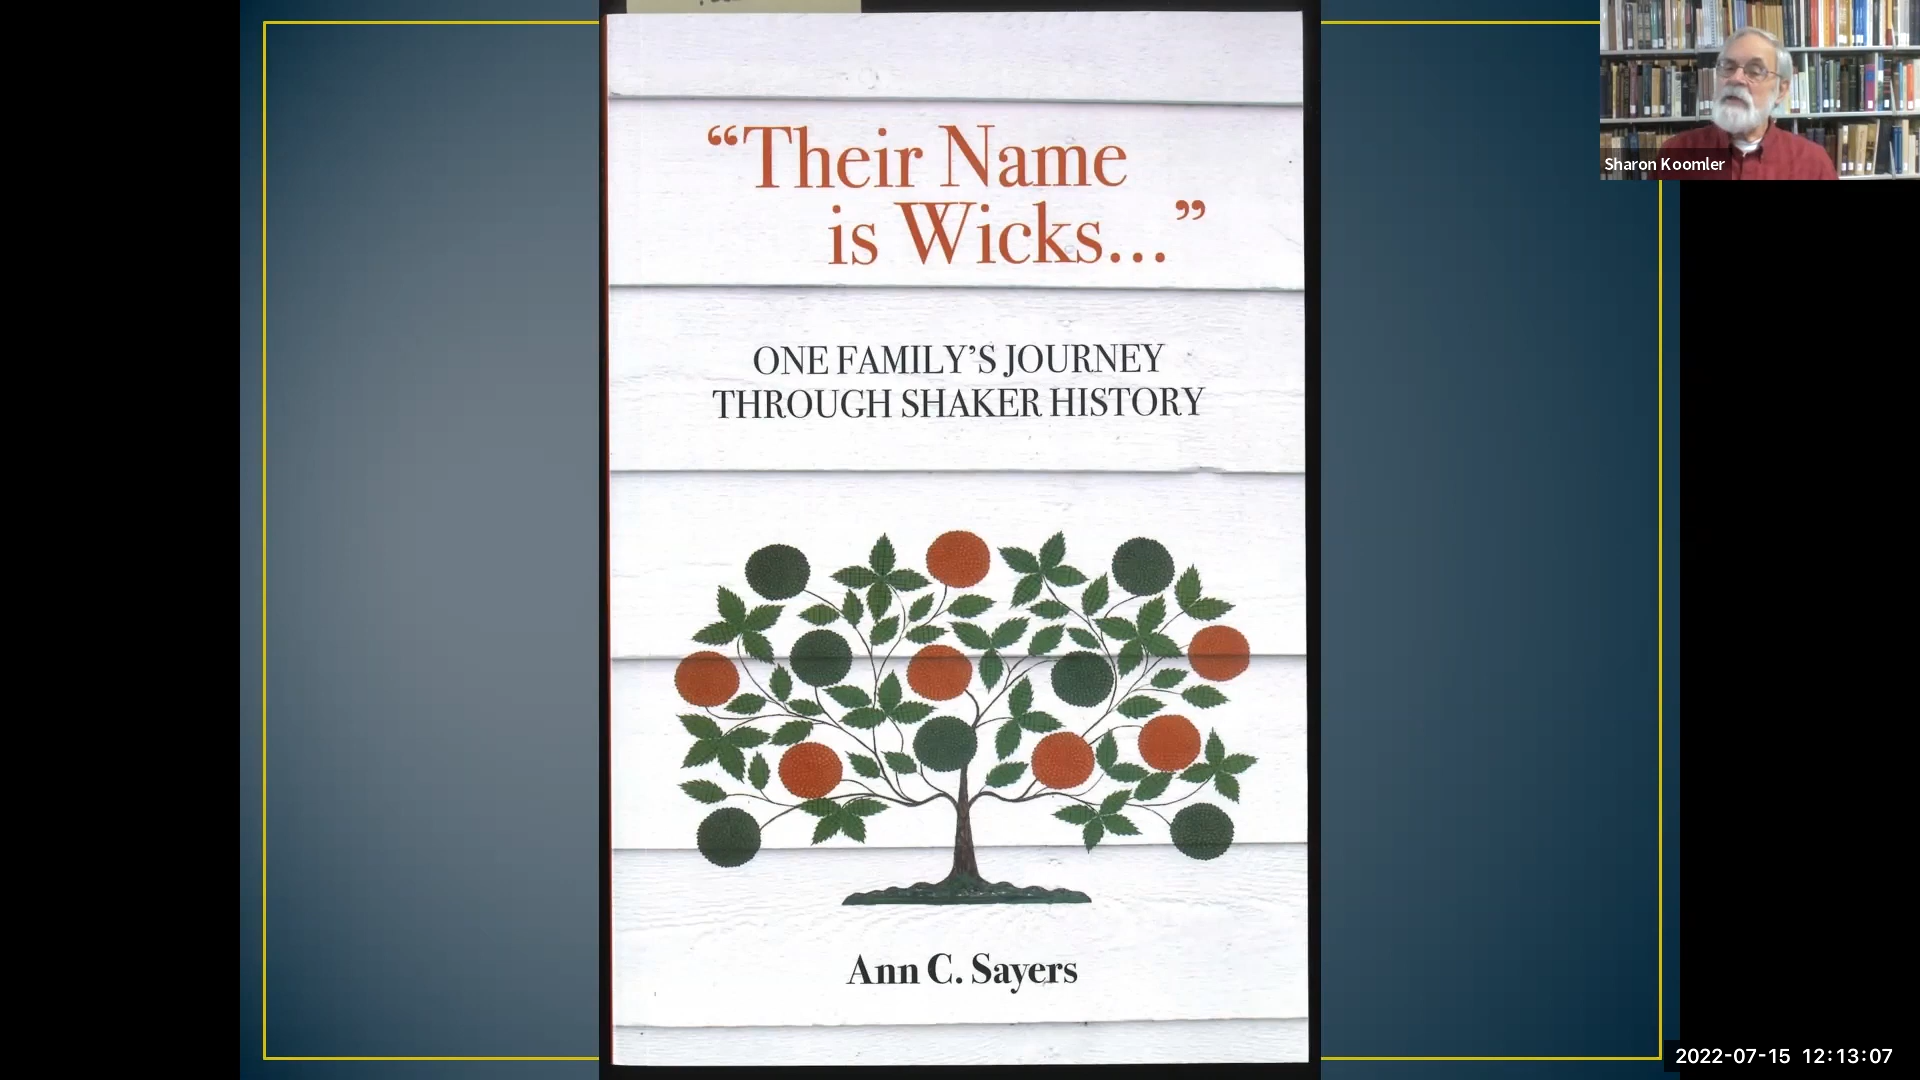 “Their Name
is Wicks...”
ONE FAMILY’S JOURNEY
THROUGH SHAKER HISTORY
Ann C. Sayers
Sharon Koomler
2022-07-15 12:13:07